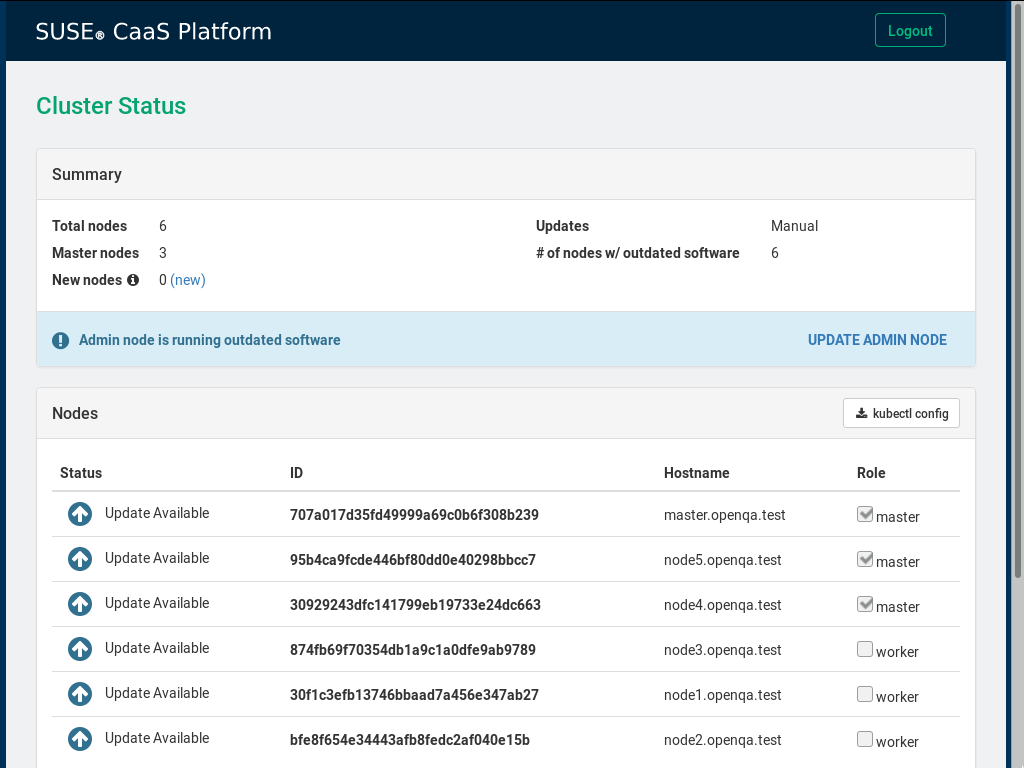 SUSE® CaaS Platform
Logout
Cluster Status
Summary
Total nodes 6
Updates Manual
Master nodes 3
# of nodes w/ outdated software 6
New nodes 0 (new)
Admin node is running outdated software
UPDATE ADMIN NODE
Nodes
kubectl config
Status ID Hostname Role
Update Available 707a017d35fd49999a69c0b6f308b239 master.openqa.test master
Update Available 95b4ca9fcde446bf80dd0e40298bbcc7 node5.openqa.test master
Update Available 30929243dfc141799eb19733e24dc663 node4.openqa.test master
Update Available 874fb69f70354db1a9c1a0dfe9ab9789 node3.openqa.test worker
Update Available 30f1c3efb13746bbaad7a456e347ab27 node1.openqa.test worker
Update Available bfe8f654e34443afb8fedc2af040e15b node2.openqa.test worker